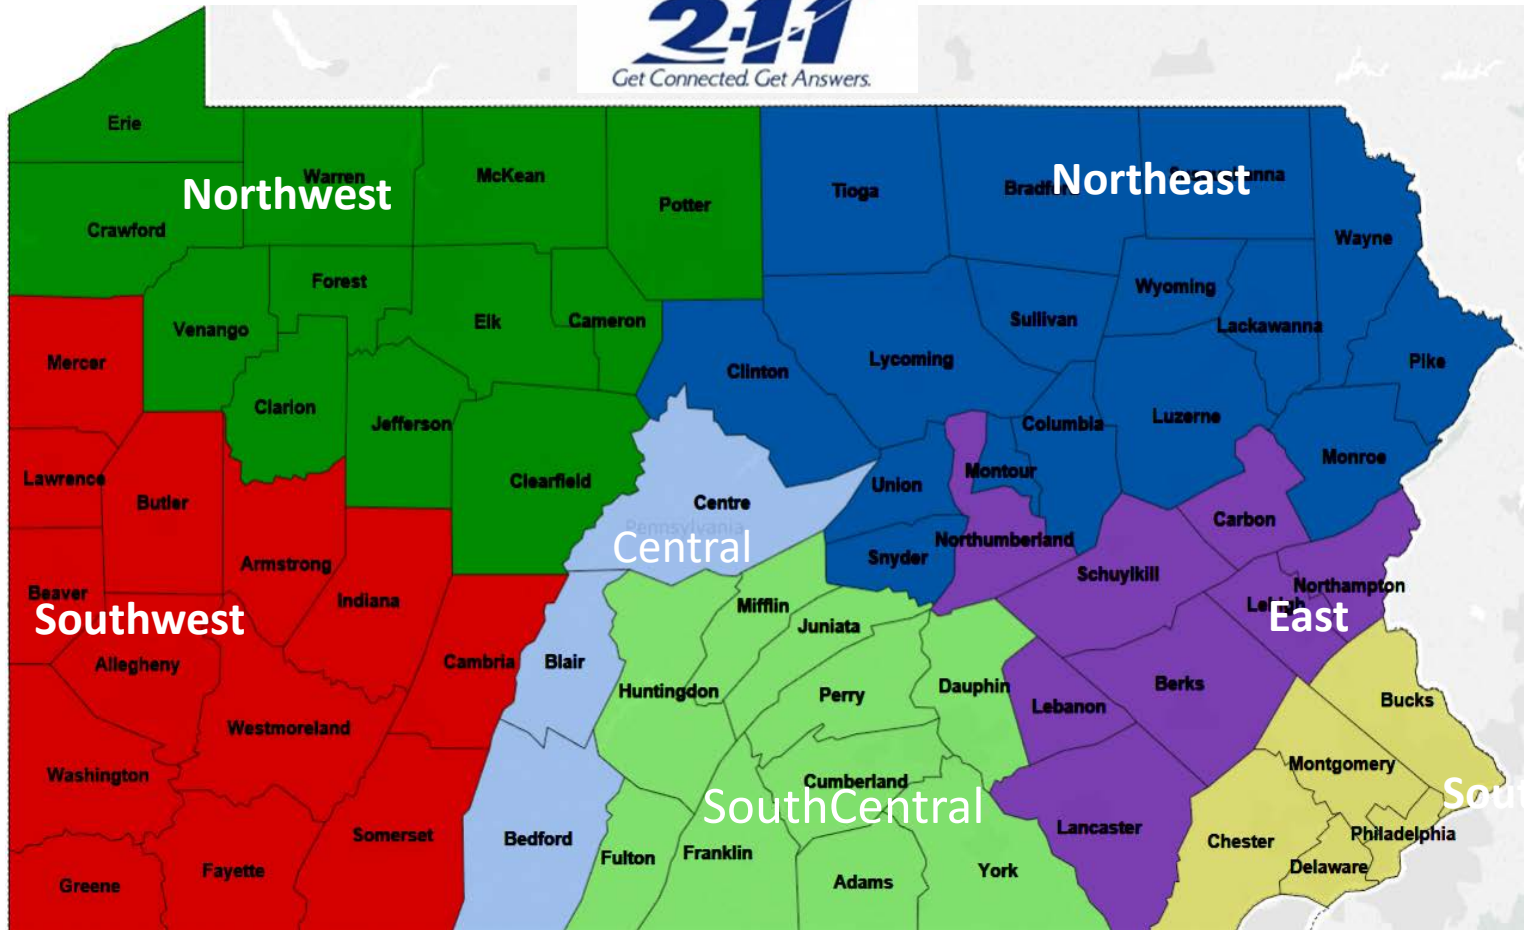 2-1-1
Get Connected. Get Answers.
Erie
Warren
McKean
Northwest
Potter
Crawford
Tioga
Northeast
Wayne
Forest
Wyoming
Venango
Elk
Cameron
Sullivan
Lackawanna
Mercer
Clinton
Lycoming
Pike
Clarion
Jefferson
Columbia
Luzerne
Monroe
Lawrence
Butler
Clearfield
Centre
Union
Montour
Pennsylvania
Carbon
Central
Northumberland
Snyder
Armstrong
Schuylkill
Beaver
Indiana
Mifflin
Northampton
Lehigh
Southwest
Juniata
East
Allegheny
Cambria
Blair
Huntingdon
Perry
Dauphin
Lebanon
Berks
Bucks
Westmoreland
Washington
Cumberland
Montgomery
Sout
SouthCentral
Somerset
Bedford
Lancaster
Chester
Philadelphia
Fulton
Franklin
Delaware
Greene
Fayette
Adams
York